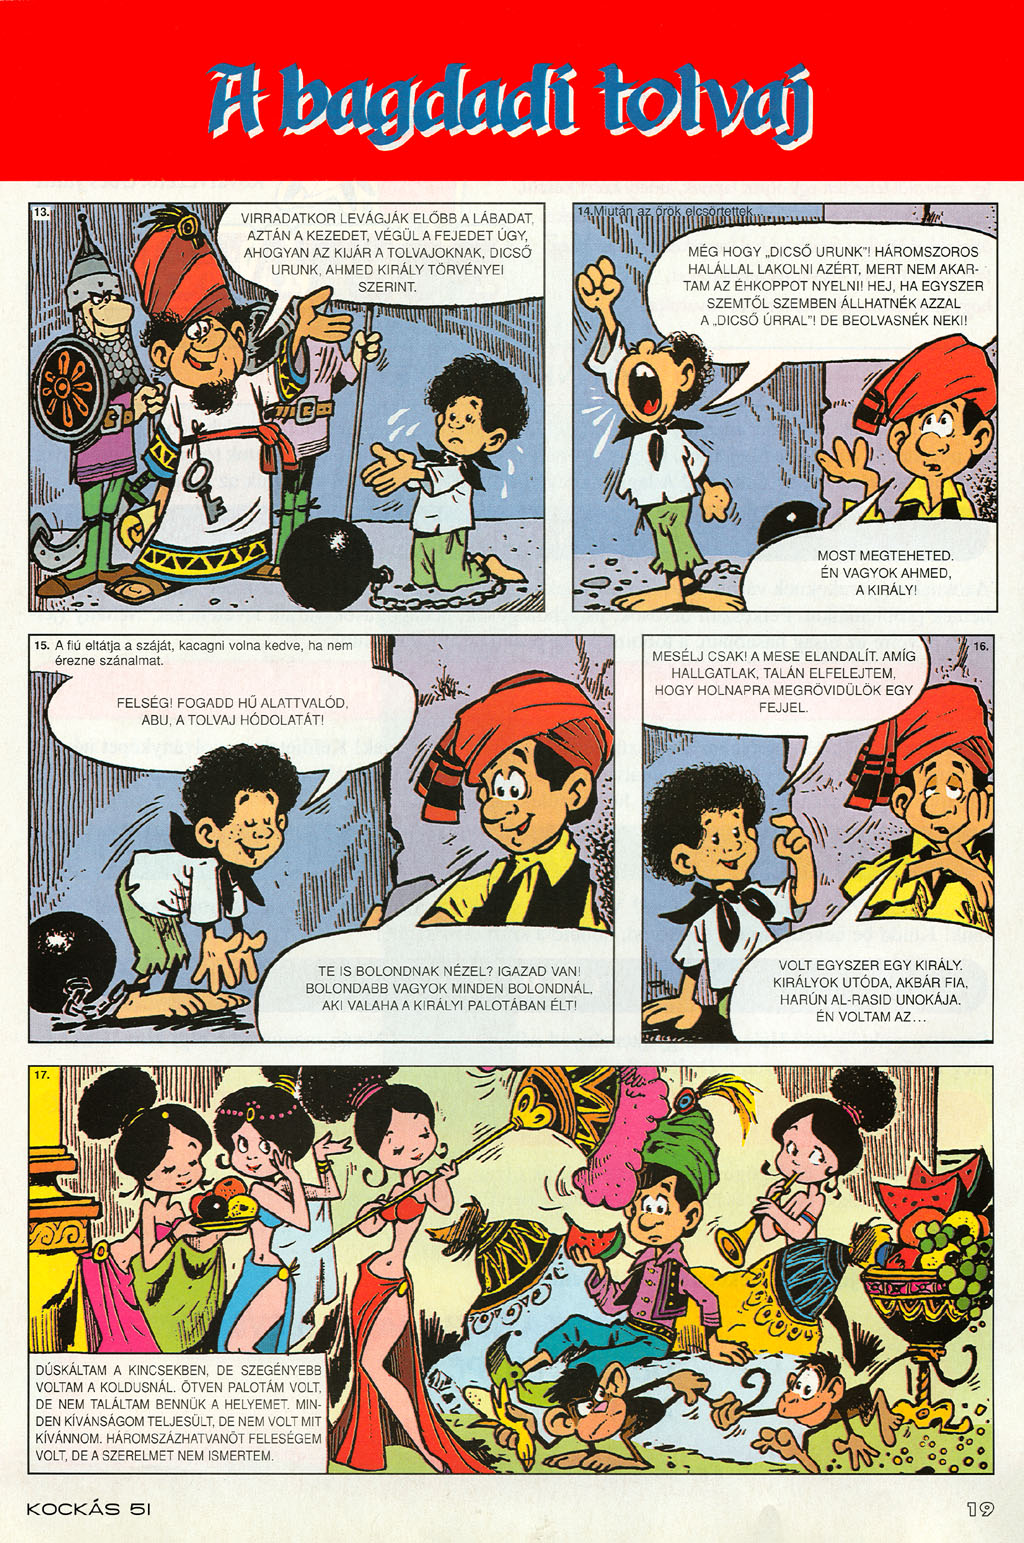 A bagdadi tolvaj
13.
VIRRADATKOR LEVÁGJÁK ELŐBB A LÁBADAT,
AZTÁN A KEZEDET, VÉGÜL A FEJEDET ÚGY,
AHOGYAN AZ KIJÁR A TOLVAJOKNAK, DICSŐ
URUNK, AHMED KIRÁLY TÖRVÉNYEI
SZERINT.
14.Miután az őrök elcsörtettek
MÉG HOGY „DICSŐ URUNK”! HÁROMSZOROS
HALÁLLAL LAKOLNI AZÉRT, MERT NEM AKAR-
TAM AZ ÉHKOPPOT NYELNI! HEJ, HA EGYSZER
SZEMTŐL SZEMBEN ÁLLHATNÉK AZZAL
A „DICSŐ ÚRRAL”! DE BEOLVASNÉK NEKI!
MOST MEGTEHETED.
ÉN VAGYOK AHMED,
A KIRÁLY!
15. A fiú eltátja a száját, kacagni volna kedve, ha nem
érezne szánalmat.
FELSÉG! FOGADD HŰ ALATTVALÓD,
ABU, A TOLVAJ HÓDOLATÁT!
TE IS BOLONDNAK NÉZEL? IGAZAD VAN!
BOLONDABB VAGYOK MINDEN BOLONDNÁL,
AKI VALAHA A KIRÁLYI PALOTÁBAN ÉLT!
16.
MESÉLJ CSAK! A MESE ELANDALÍT. AMÍG
HALLGATLAK, TALÁN ELFELEJTEM,
HOGY HOLNAPRA MEGRÖVIDÜLÖK EGY
FEJJEL.
VOLT EGYSZER EGY KIRÁLY.
KIRÁLYOK UTÓDA, AKBÁR FIA,
HARÚN AL-RASID UNOKÁJA.
ÉN VOLTAM AZ...
17.
DÚSKÁLTAM A KINCSEKBEN, DE SZEGÉNYEBB
VOLTAM A KOLDUSNÁL. ÖTVEN PALOTÁM VOLT,
DE NEM TALÁLTAM BENNÜK A HELYEMET. MIN-
DEN KÍVÁNSÁGOM TELJESÜLT, DE NEM VOLT MIT
KÍVÁNNOM. HÁROMSZÁZHATVANÖT FELESÉGEM
VOLT, DE A SZERELMET NEM ISMERTEM.
KOCKÁS 51
19